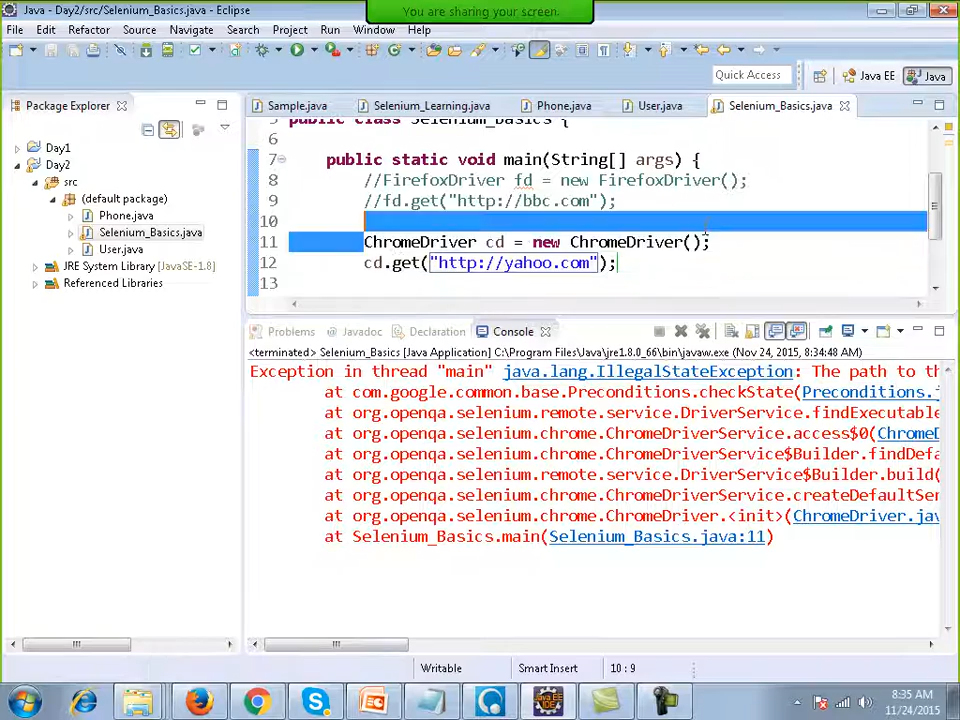 You are sharing your screen.
Java - Day2/src/Selenium_Basics.java - Eclipse
File Edit Refactor Source Navigate Search Project Run Window Help
Quick Access Java EE Java
Package Explorer
Sample.java Selenium_Learning.java Phone.java User.java Selenium_Basics.java
Day1
Day2
src
(default package)
Phone.java
Selenium_Basics.java
User.java
JRE System Library [JavaSE-1.8]
Referenced Libraries
5 public class Selenium_Basics {
6
7 public static void main(String[] args) {
8 //FirefoxDriver fd = new FirefoxDriver();
9 //fd.get("http://bbc.com");
10
11 ChromeDriver cd = new ChromeDriver();
12 cd.get("http://yahoo.com");
13
Problems Javadoc Declaration Console
<terminated> Selenium_Basics [Java Application] C:\Program Files\Java\jre1.8.0_66\bin\javaw.exe (Nov 24, 2015, 8:34:48 AM)
Exception in thread "main" java.lang.IllegalStateException: The path to th
at com.google.common.base.Preconditions.checkState(Preconditions.j
at org.openqa.selenium.remote.service.DriverService.findExecutable
at org.openqa.selenium.chrome.ChromeDriverService.access$0(ChromeD
at org.openqa.selenium.chrome.ChromeDriverService$Builder.findDefa
at org.openqa.selenium.remote.service.DriverService$Builder.build(
at org.openqa.selenium.chrome.ChromeDriverService.createDefaultSer
at org.openqa.selenium.chrome.ChromeDriver.<init>(ChromeDriver.jav
at Selenium_Basics.main(Selenium_Basics.java:11)
Writable Smart Insert 10 : 9
8:35 AM
11/24/2015